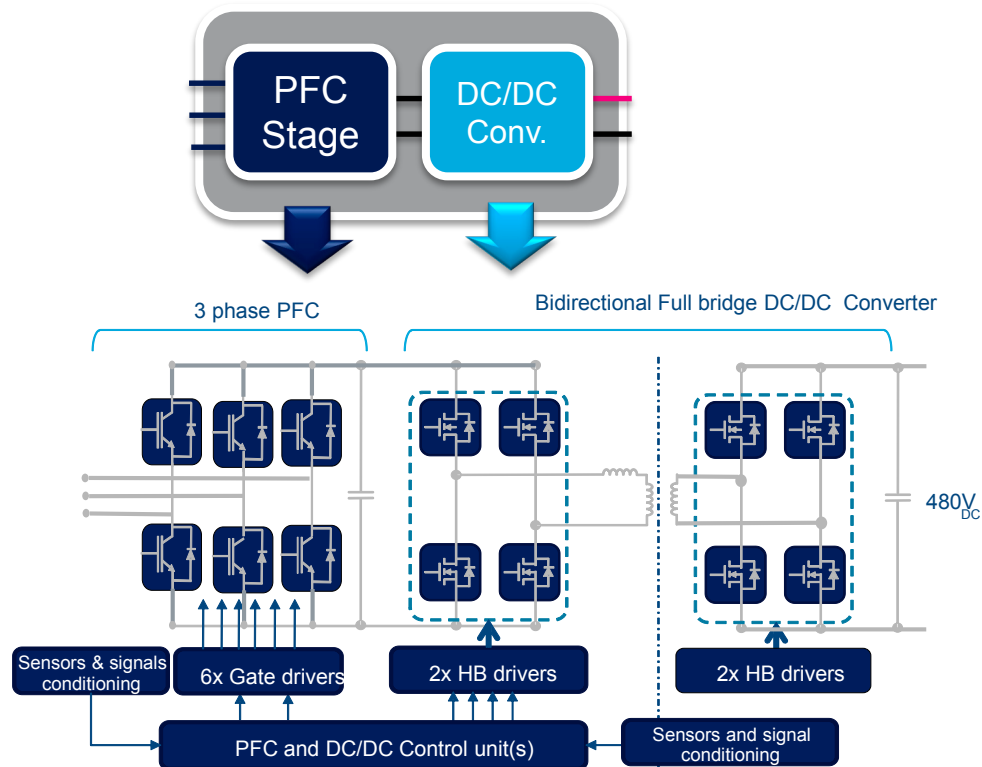 PFC
Stage
DC/DC
Conv.
3 phase PFC
Bidirectional Full bridge DC/DC Converter
480V
DC
Sensors & signals
conditioning
6x Gate drivers
2x HB drivers
2x HB drivers
PFC and DC/DC Control unit(s)
Sensors and signal
conditioning